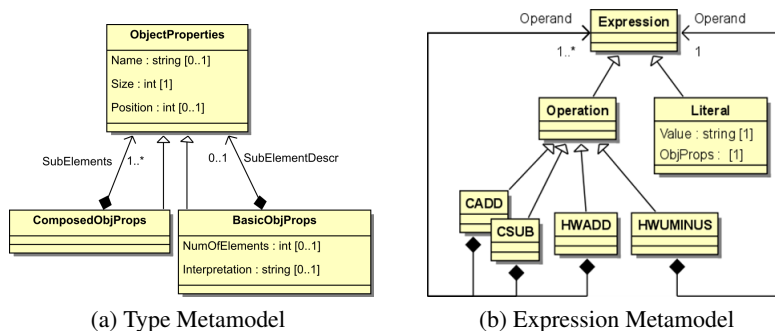 ObjectProperties
Name : string [0..1]
Size : int [1]
Position : int [0..1]
SubElements
1..*
0..1
SubElementDescr
ComposedObjProps
BasicObjProps
NumOfElements : int [0..1]
Interpretation : string [0..1]
(a) Type Metamodel
Operand
Expression
Operand
1..*
1
Operation
Literal
Value : string [1]
ObjProps : [1]
CADD
CSUB
HWADD
HWUMINUS
(b) Expression Metamodel